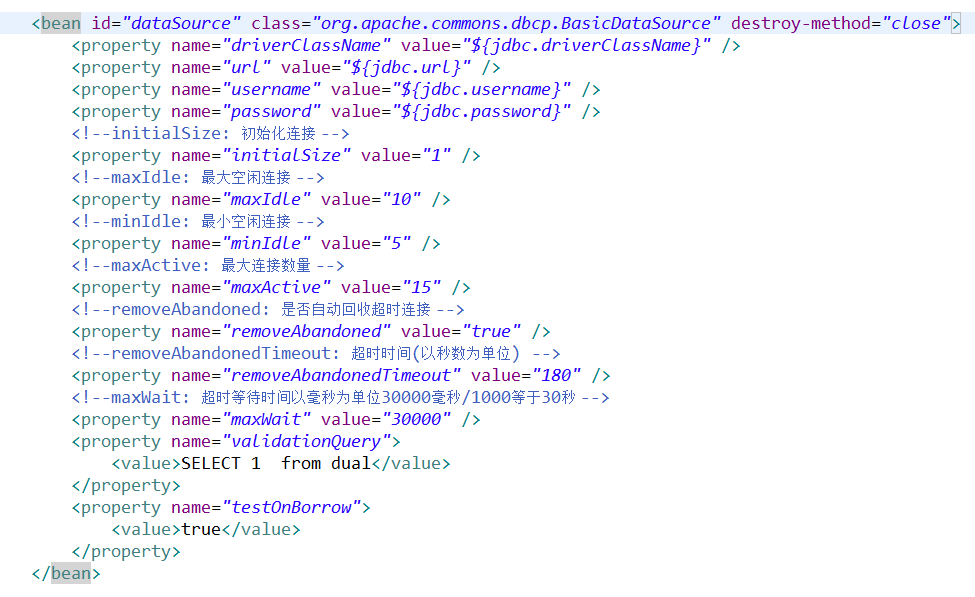 <bean id="dataSource" class="org.apache.commons.dbcp.BasicDataSource" destroy-method="close">
<property name="driverClassName" value="${jdbc.driverClassName}" />
<property name="url" value="${jdbc.url}" />
<property name="username" value="${jdbc.username}" />
<property name="password" value="${jdbc.password}" />
<!--initialSize: 初始化连接 -->
<property name="initialSize" value="1" />
<!--maxIdle: 最大空闲连接 -->
<property name="maxIdle" value="10" />
<!--minIdle: 最小空闲连接 -->
<property name="minIdle" value="5" />
<!--maxActive: 最大连接数量 -->
<property name="maxActive" value="15" />
<!--removeAbandoned: 是否自动回收超时连接 -->
<property name="removeAbandoned" value="true" />
<!--removeAbandonedTimeout: 超时时间(以秒数为单位) -->
<property name="removeAbandonedTimeout" value="180" />
<!--maxWait: 超时等待时间以毫秒为单位30000毫秒/1000等于30秒 -->
<property name="maxWait" value="30000" />
<property name="validationQuery">
<value>SELECT 1  from dual</value>
</property>
<property name="testOnBorrow">
<value>true</value>
</property>
</bean>